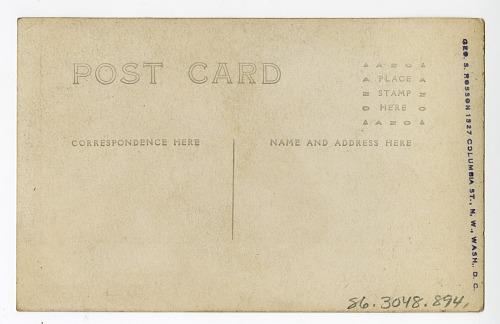 POST CARD
AZO
PLACE
STAMP
HERE
AZO
CORRESPONDENCE HERE
NAME AND ADDRESS HERE
GEO. S. ROSSON 1327 COLUMBIA ST., N. W., WASH., D. C.
86.3048.894.